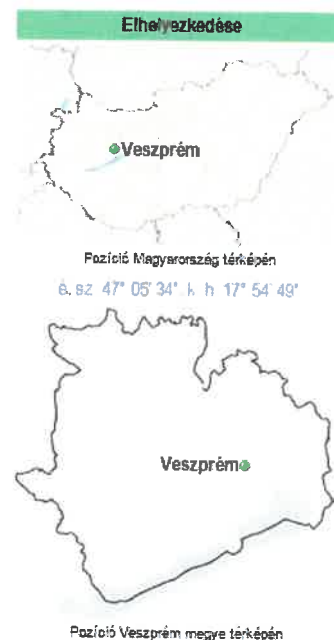 Elhelyezkedése
Veszprém
Pozíció Magyarország térképén
é. sz. 47° 05′ 34″, k. h. 17° 54′ 49″
Veszprém
Pozíció Veszprém megye térképén